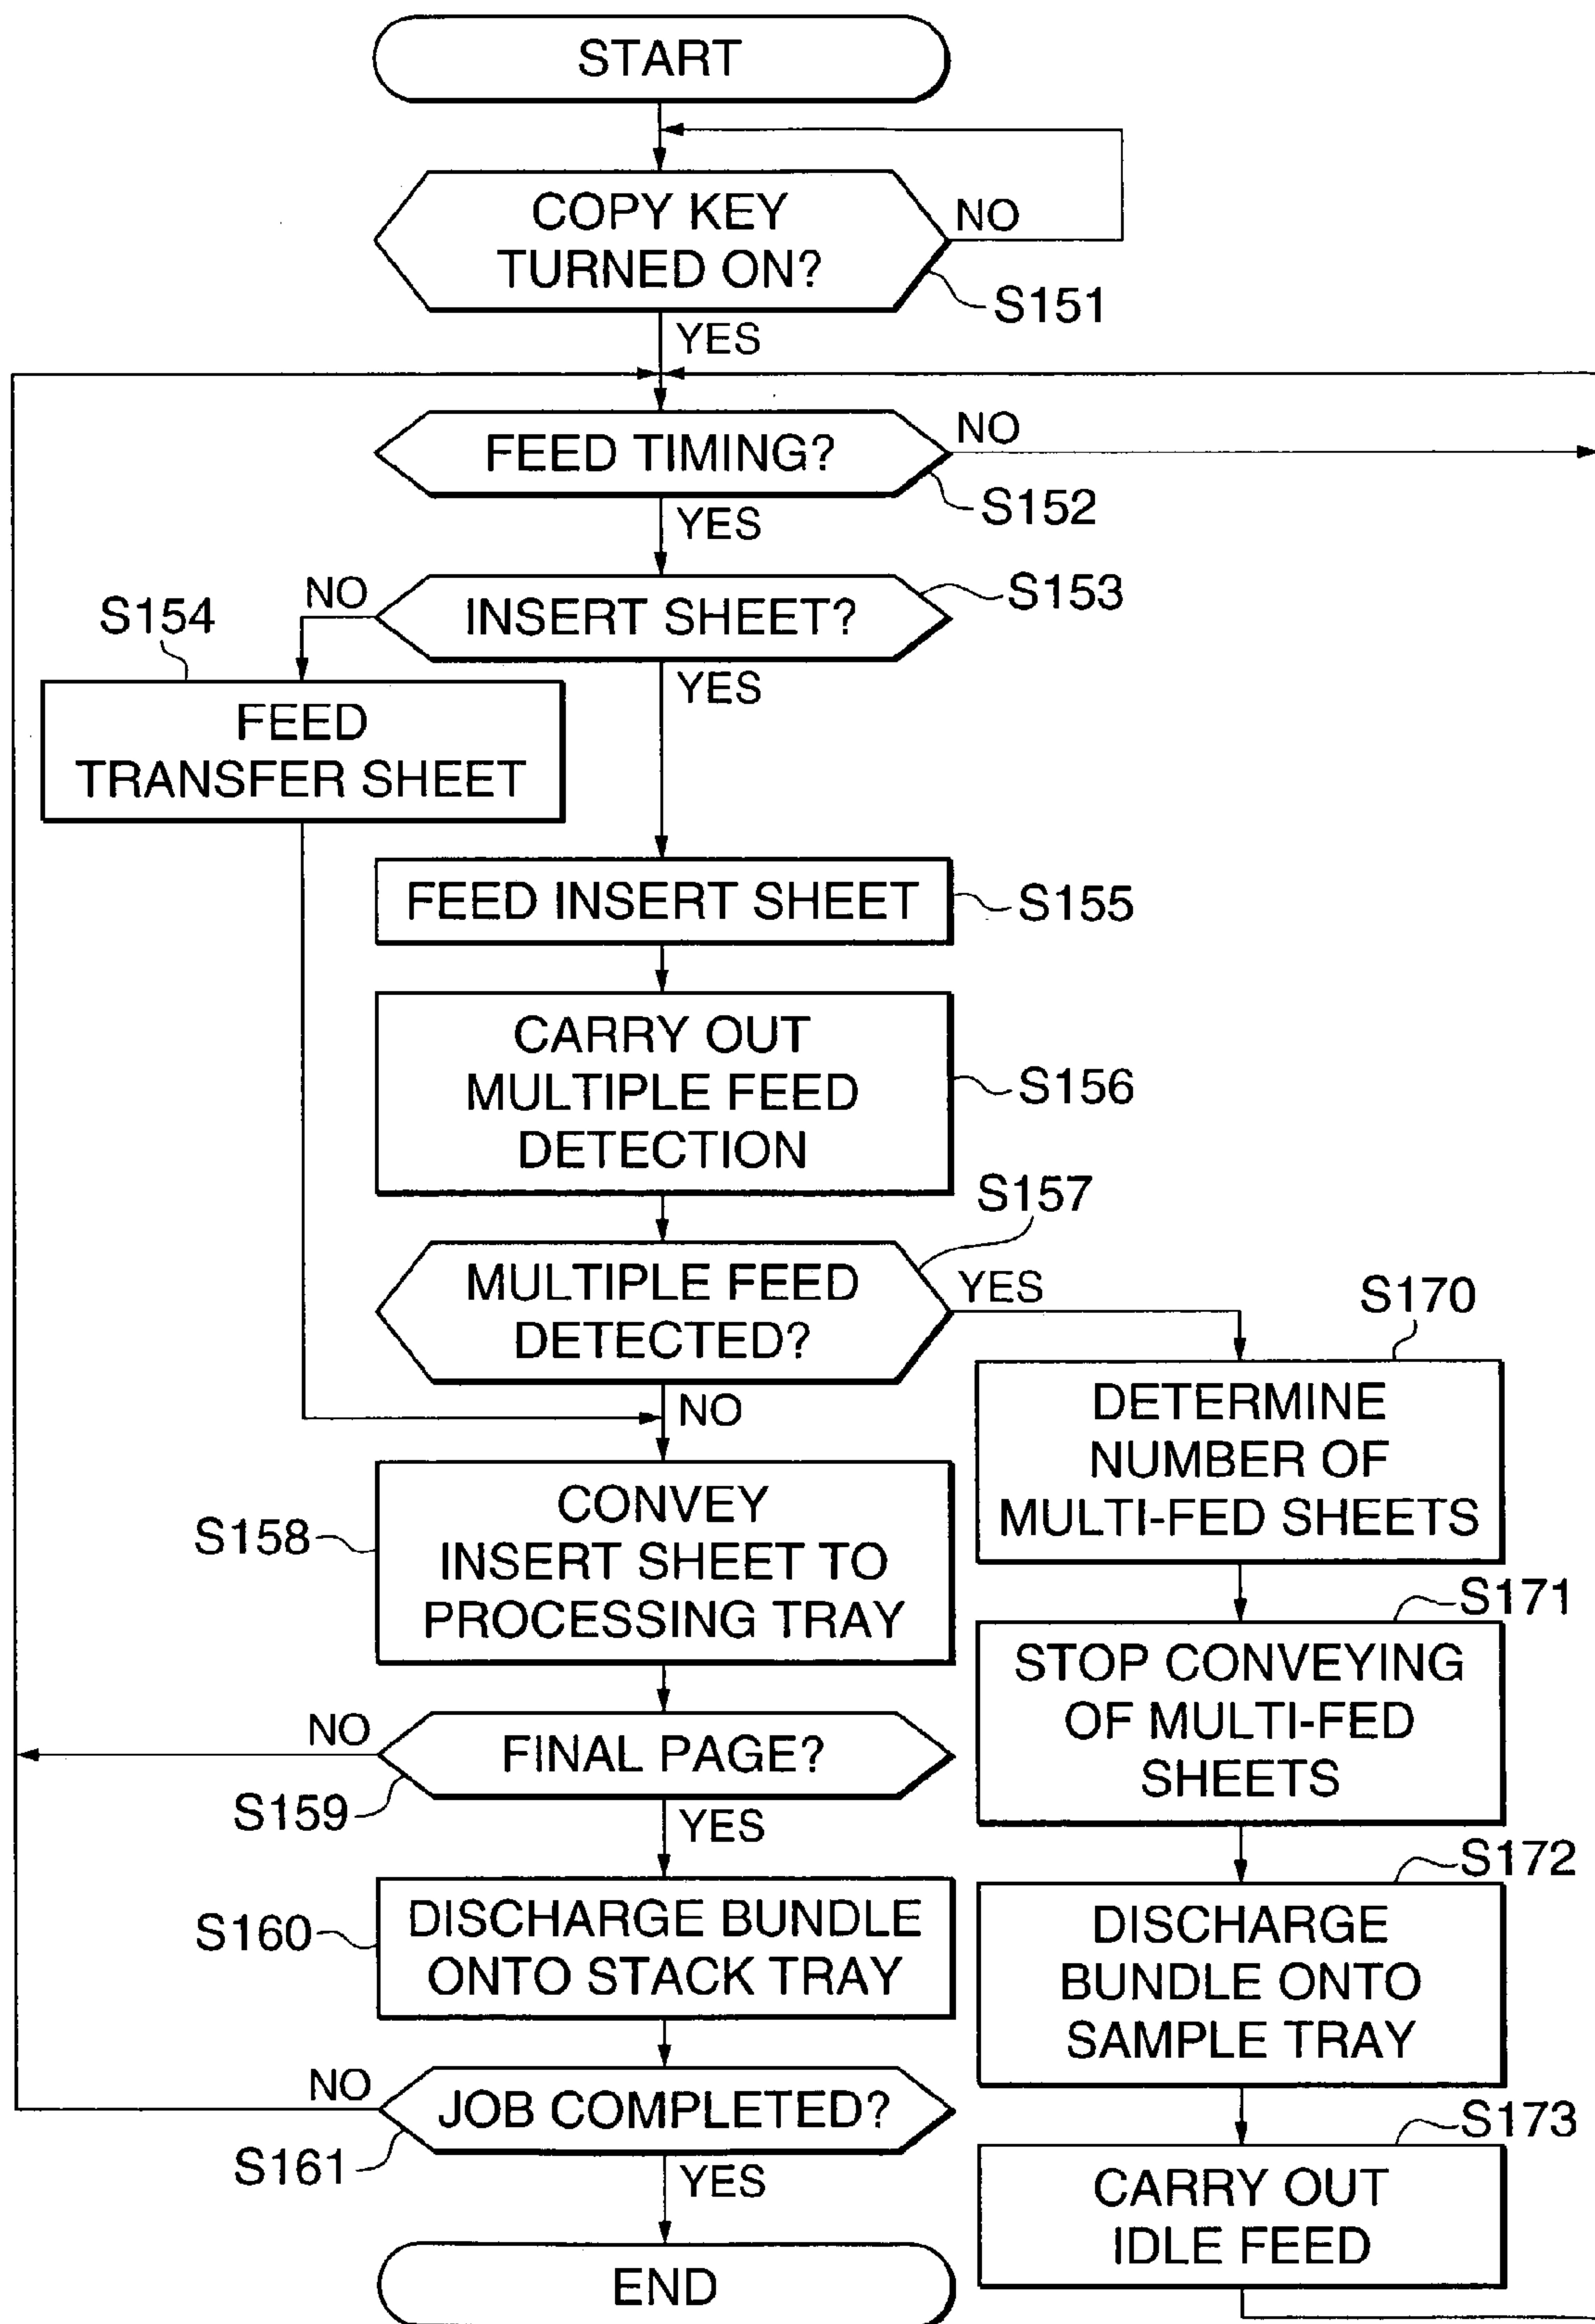 START
COPY KEY
TURNED ON?
NO
S151
YES
FEED TIMING?
NO
S152
YES
INSERT SHEET?
NO
S153
S154
YES
FEED
TRANSFER SHEET
FEED INSERT SHEET
S155
CARRY OUT
MULTIPLE FEED
DETECTION
S156
S157
MULTIPLE FEED
DETECTED?
YES
NO
S170
DETERMINE
NUMBER OF
MULTI-FED SHEETS
S158
CONVEY
INSERT SHEET TO
PROCESSING TRAY
S171
STOP CONVEYING
OF MULTI-FED
SHEETS
NO
FINAL PAGE?
S159
YES
S172
DISCHARGE
BUNDLE ONTO
SAMPLE TRAY
S160
DISCHARGE BUNDLE
ONTO STACK TRAY
NO
JOB COMPLETED?
S161
YES
S173
CARRY OUT
IDLE FEED
END